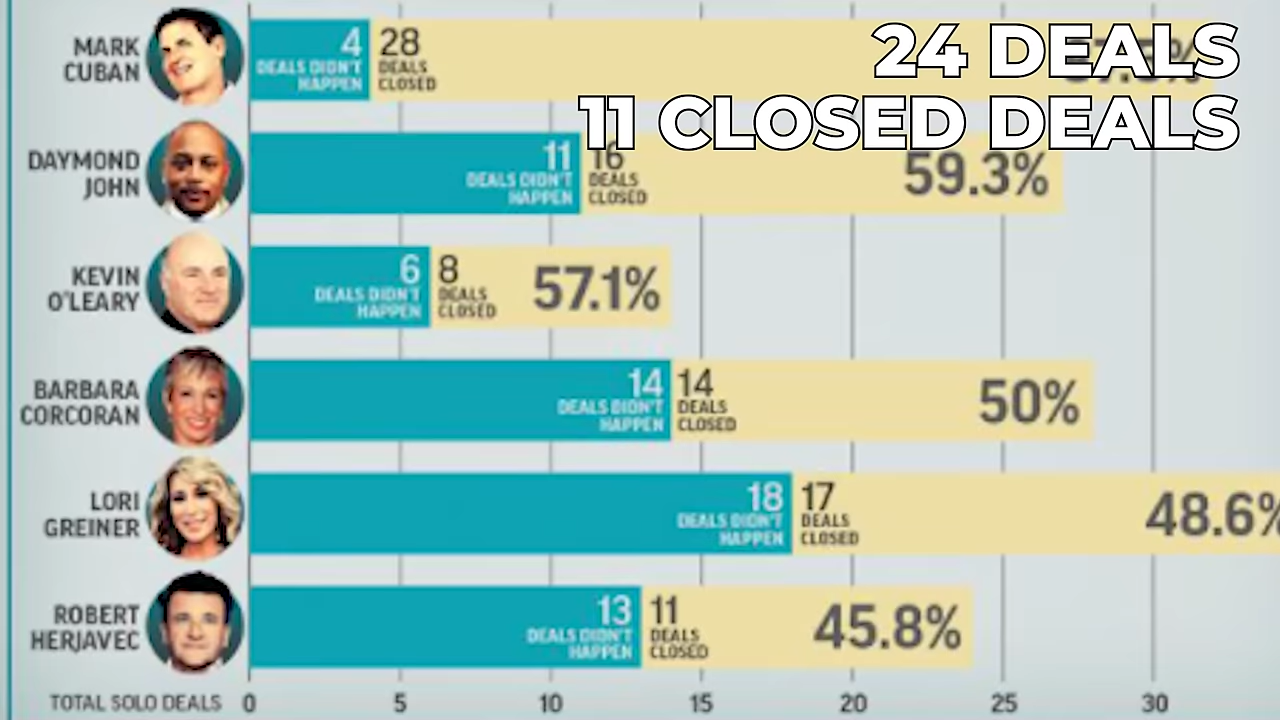 24 DEALS
11 CLOSED DEALS
MARK
CUBAN
4
DEALS DIDN'T
HAPPEN
28
DEALS
CLOSED
DAYMOND
JOHN
11
DEALS DIDN'T
HAPPEN
16
DEALS
CLOSED
59.3%
KEVIN
O'LEARY
6
DEALS DIDN'T
HAPPEN
8
DEALS
CLOSED
57.1%
BARBARA
CORCORAN
14
DEALS DIDN'T
HAPPEN
14
DEALS
CLOSED
50%
LORI
GREINER
18
DEALS DIDN'T
HAPPEN
17
DEALS
CLOSED
48.6%
ROBERT
HERJAVEC
13
DEALS DIDN'T
HAPPEN
11
DEALS
CLOSED
45.8%
TOTAL SOLO DEALS 0 5 10 15 20 25 30